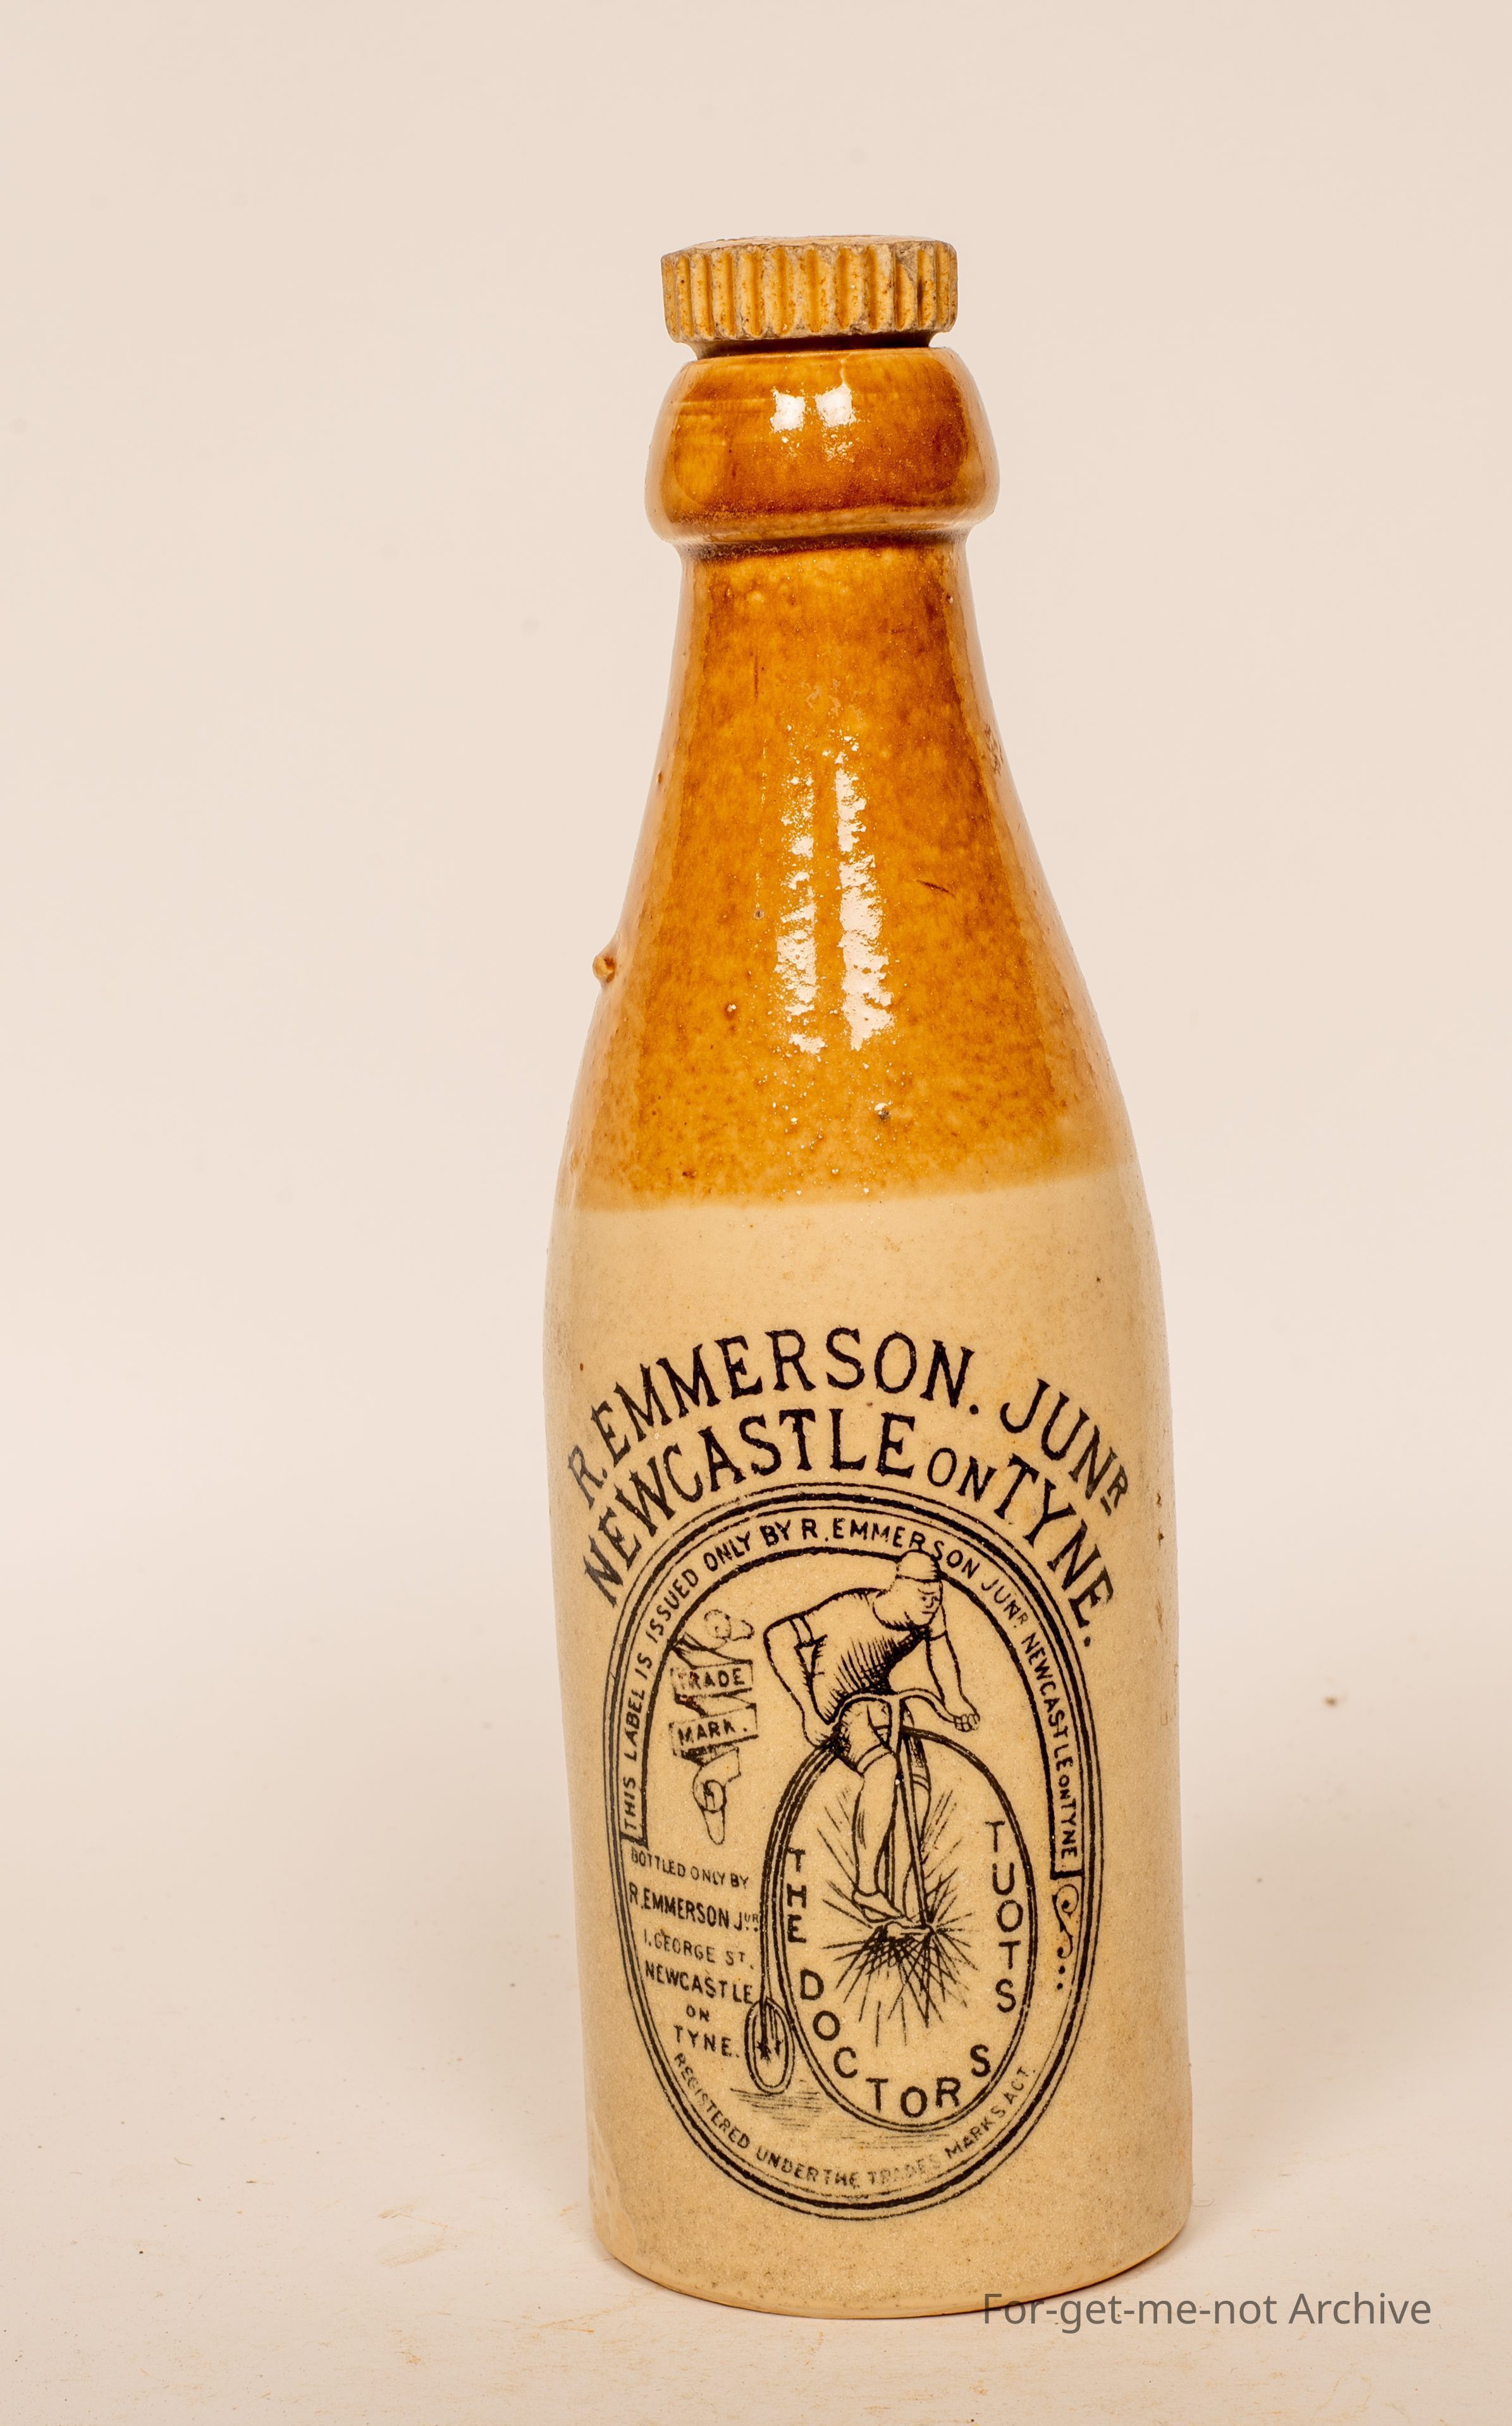 R. EMMERSON. JUNR
NEWCASTLE ON TYNE.
THIS LABEL IS ISSUED ONLY BY R. EMMERSON JUNR NEWCASTLE ON TYNE
TRADE
MARK.
BOTTLED ONLY BY
R. EMMERSON JUR
1. GEORGE ST.
NEWCASTLE
ON
TYNE.
THE DOCTORS STOUT
REGISTERED UNDER THE TRADES MARKS ACT.
For-get-me-not Archive